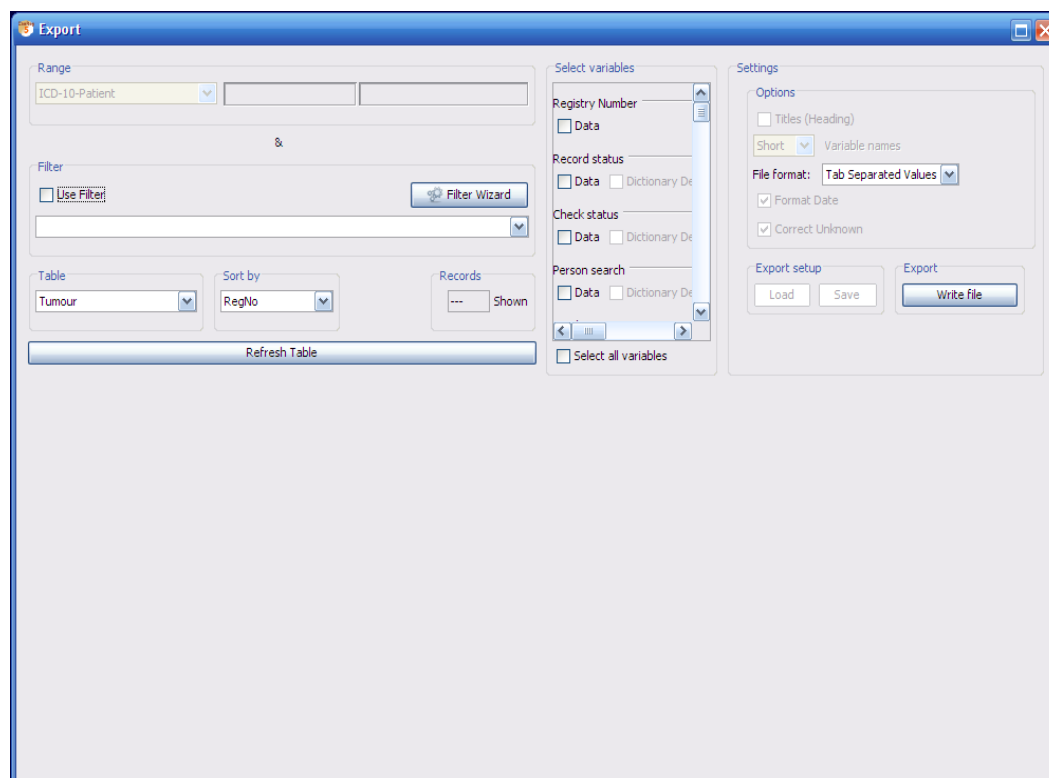 Export
Range
ICD-10-Patient
&
Filter
Use Filter
Filter Wizard
Table
Tumour
Sort by
RegNo
Records
--- Shown
Refresh Table
Select variables
Registry Number
Data
Record status
Data Dictionary De
Check status
Data Dictionary De
Person search
Data Dictionary De
Select all variables
Settings
Options
Titles (Heading)
Short Variable names
File format: Tab Separated Values
Format Date
Correct Unknown
Export setup
Load Save
Export
Write file